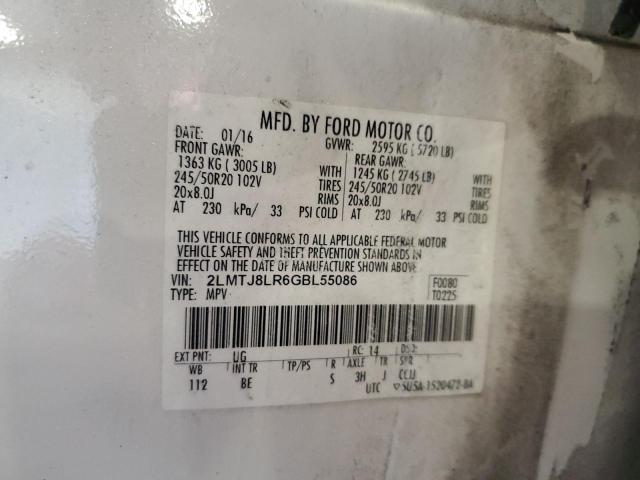 MFD. BY FORD MOTOR CO.
DATE: 01/16 GVWR: 2595 KG ( 5720 LB)
FRONT GAWR: REAR GAWR:
1363 KG ( 3005 LB) WITH 1245 KG ( 2745 LB) WITH
245/50R20 102V TIRES 245/50R20 102V TIRES
20x8.0J RIMS 20x8.0J RIMS
AT 230 kPa/ 33 PSI COLD AT 230 kPa/ 33 PSI COLD
THIS VEHICLE CONFORMS TO ALL APPLICABLE FEDERAL MOTOR
VEHICLE SAFETY AND THEFT PREVENTION STANDARDS IN
EFFECT ON THE DATE OF MANUFACTURE SHOWN ABOVE.
VIN: 2LMTJ8LR6GBL55086 F0080
TYPE: MPV T0225
EXT PNT: UG RC: 14 DSO:
WB INT TR TP/PS R AXLE TR SPR
112 BE S 3H J CCJJ
UTC